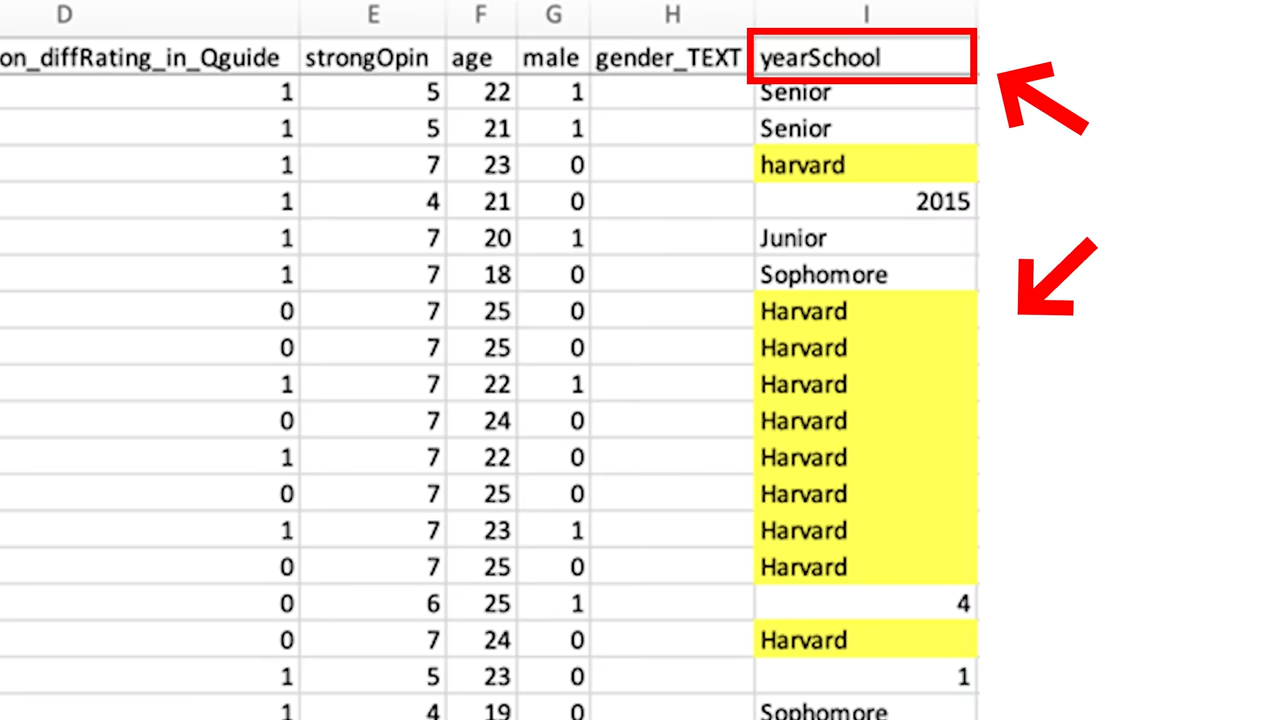 D E F G H I
on_diffRating_in_Qguide strongOpin age male gender_TEXT yearSchool
1 5 22 1 Senior
1 5 21 1 Senior
1 7 23 0 harvard
1 4 21 0 2015
1 7 20 1 Junior
1 7 18 0 Sophomore
0 7 25 0 Harvard
0 7 25 0 Harvard
1 7 22 1 Harvard
0 7 24 0 Harvard
1 7 22 0 Harvard
0 7 25 0 Harvard
1 7 23 1 Harvard
0 7 25 0 Harvard
0 6 25 1 4
0 7 24 0 Harvard
1 5 23 0 1
1 4 19 0 Sophomore